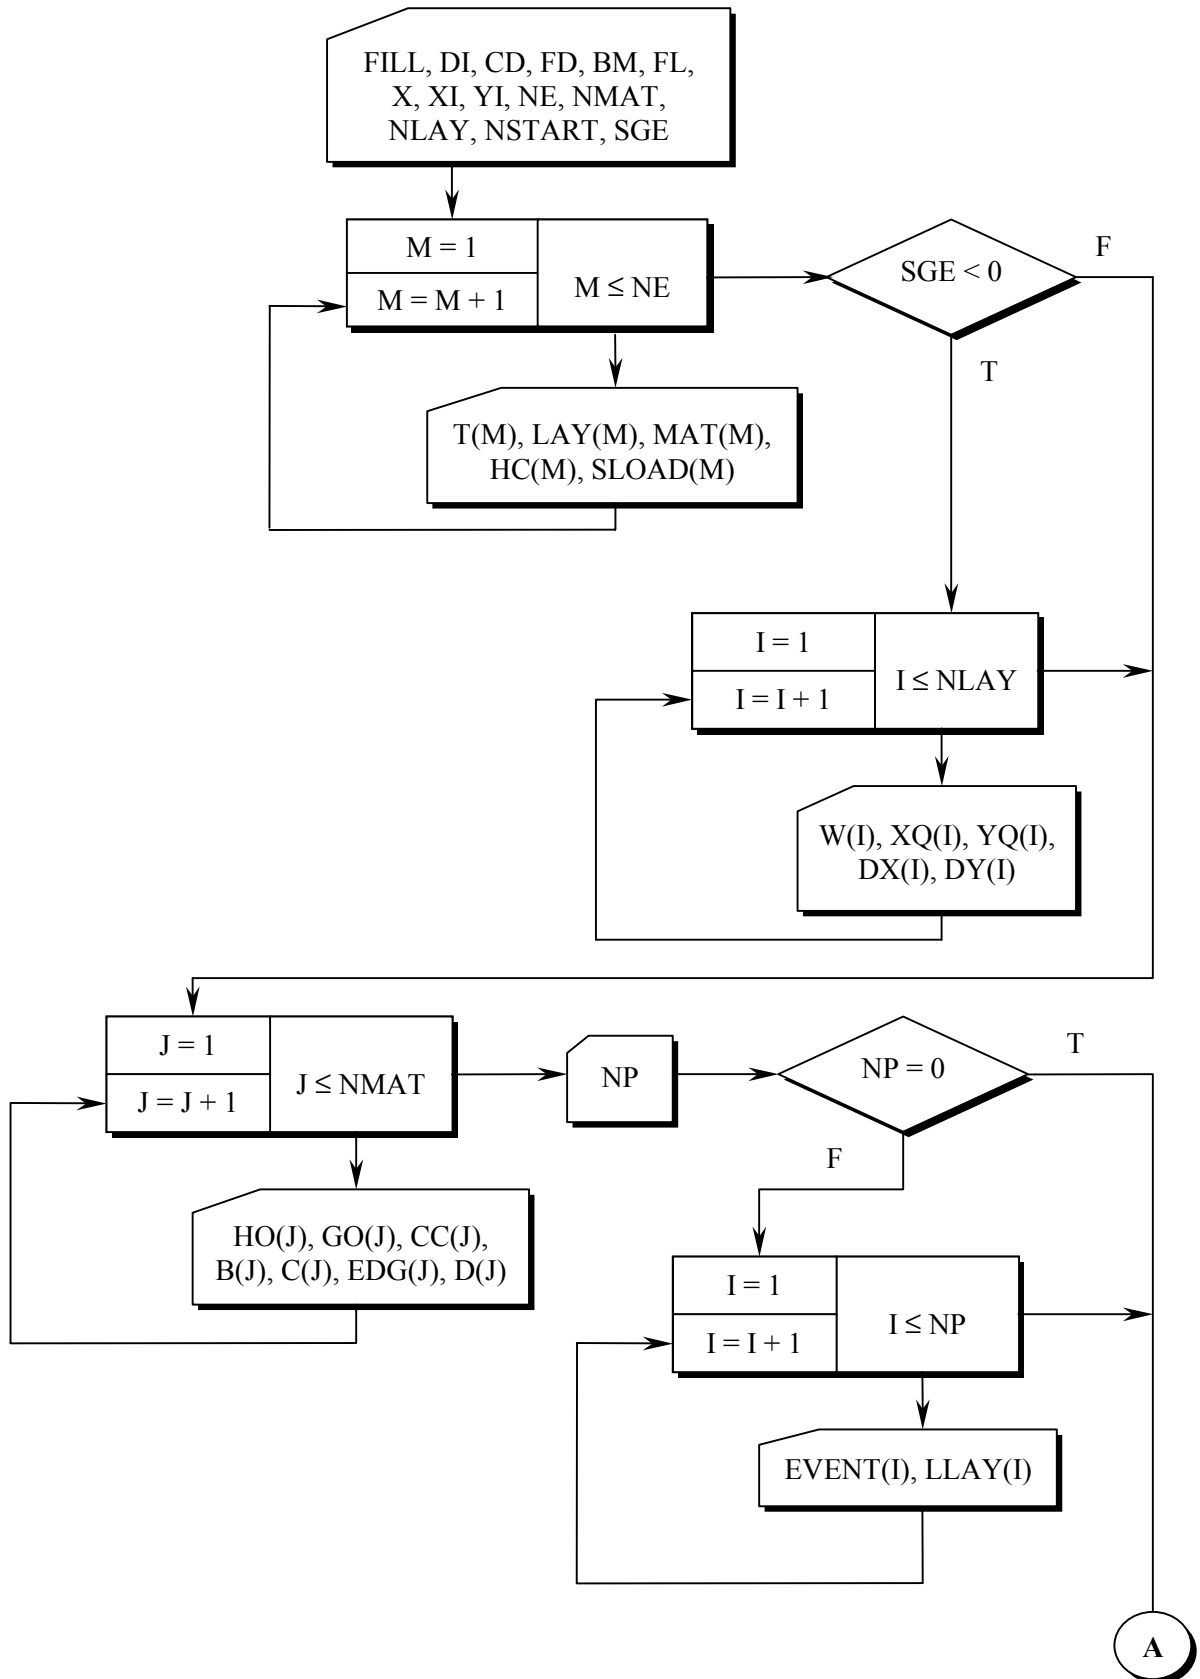 FILL, DI, CD, FD, BM, FL,
X, XI, YI, NE, NMAT,
NLAY, NSTART, SGE
M = 1
M = M + 1
M ≤ NE
SGE < 0
F
T
T(M), LAY(M), MAT(M),
HC(M), SLOAD(M)
I = 1
I = I + 1
I ≤ NLAY
W(I), XQ(I), YQ(I),
DX(I), DY(I)
J = 1
J = J + 1
J ≤ NMAT
NP
NP = 0
T
F
HO(J), GO(J), CC(J),
B(J), C(J), EDG(J), D(J)
I = 1
I = I + 1
I ≤ NP
EVENT(I), LLAY(I)
A